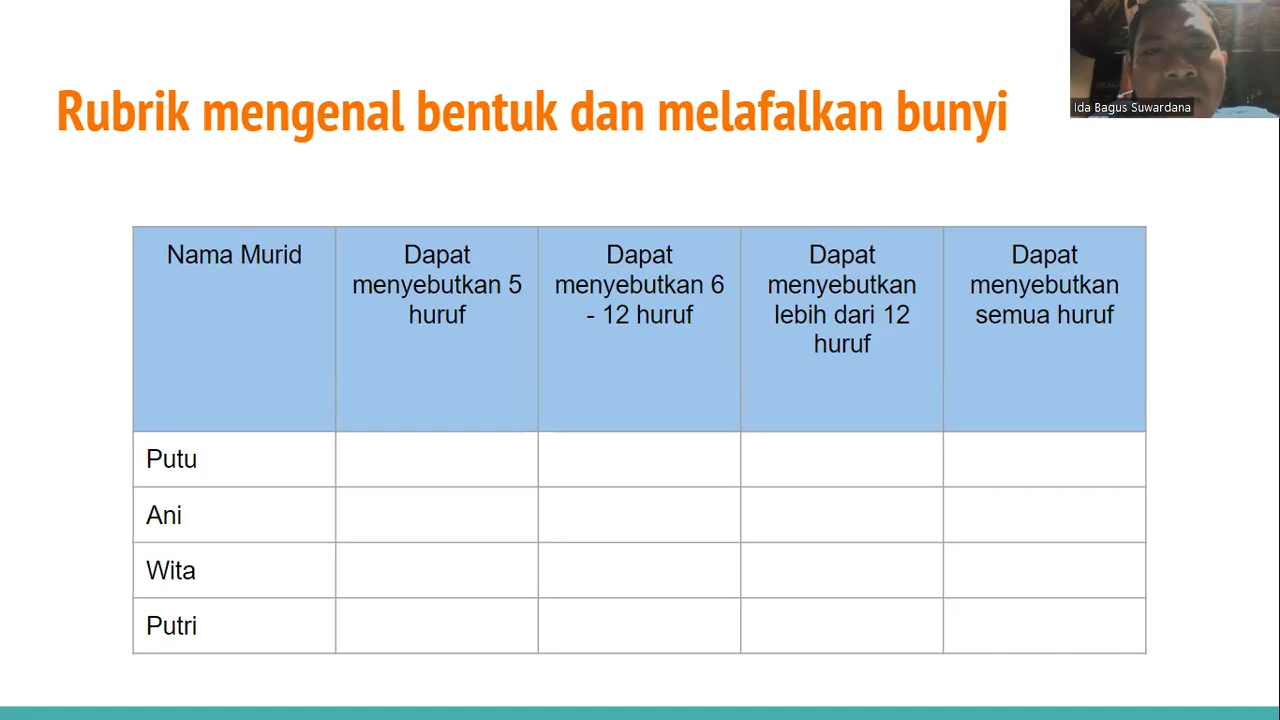 Rubrik mengenal bentuk dan melafalkan bunyi
Ida Bagus Suwardana
Nama Murid
Dapat
menyebutkan 5
huruf
Dapat
menyebutkan 6
- 12 huruf
Dapat
menyebutkan
lebih dari 12
huruf
Dapat
menyebutkan
semua huruf
Putu
Ani
Wita
Putri